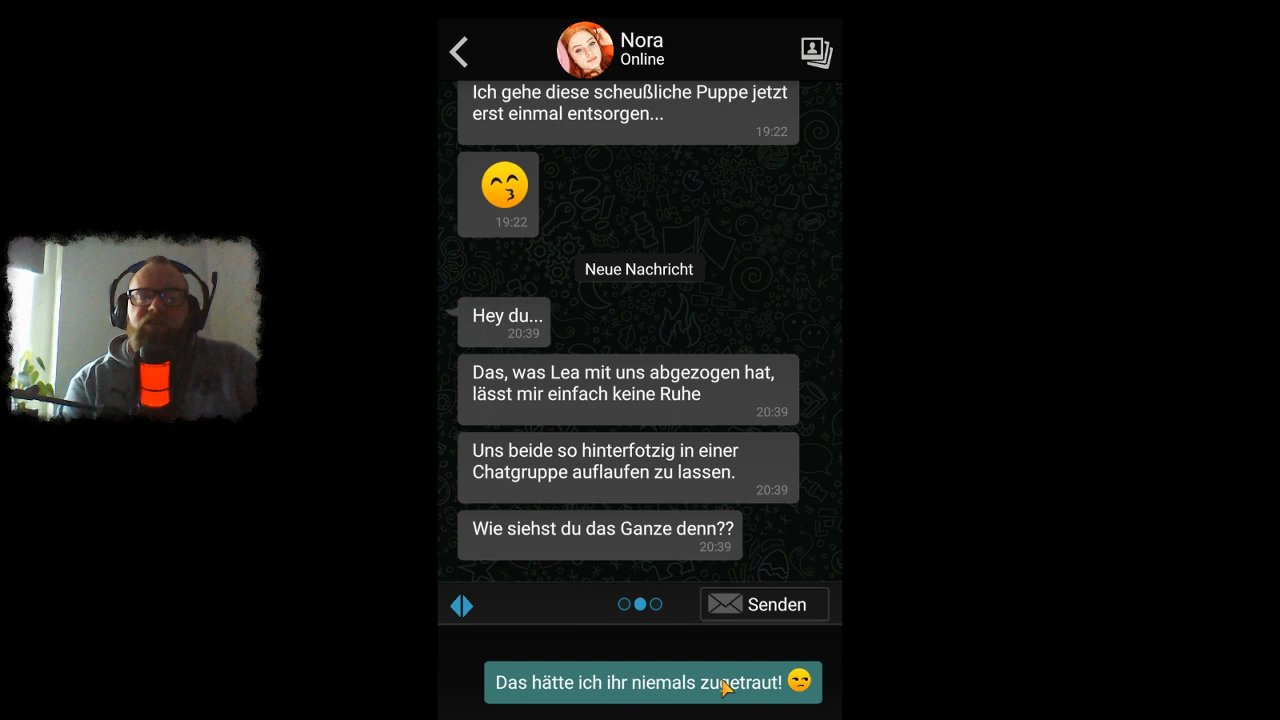 Nora
Online
Ich gehe diese scheußliche Puppe jetzt
erst einmal entsorgen...
19:22
😙
19:22
Neue Nachricht
Hey du...
20:39
Das, was Lea mit uns abgezogen hat,
lässt mir einfach keine Ruhe
20:39
Uns beide so hinterfotzig in einer
Chatgruppe auflaufen zu lassen.
20:39
Wie siehst du das Ganze denn??
20:39
Senden
Das hätte ich ihr niemals zugetraut! 😒